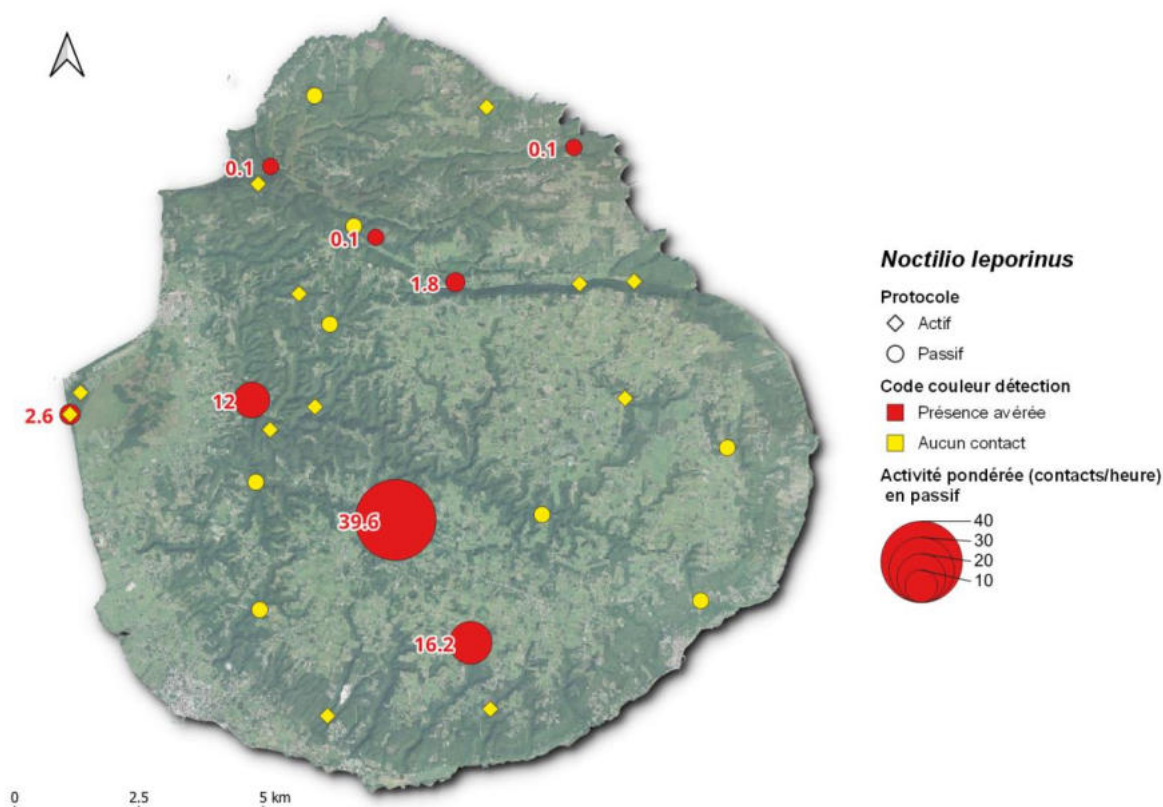 0.1
0.1
0.1
1.8
12
2.6
39.6
16.2
0 2.5 5 km
Noctilio leporinus
Protocole
Actif
Passif
Code couleur détection
Présence avérée
Aucun contact
Activité pondérée (contacts/heure)
en passif
40
30
20
10